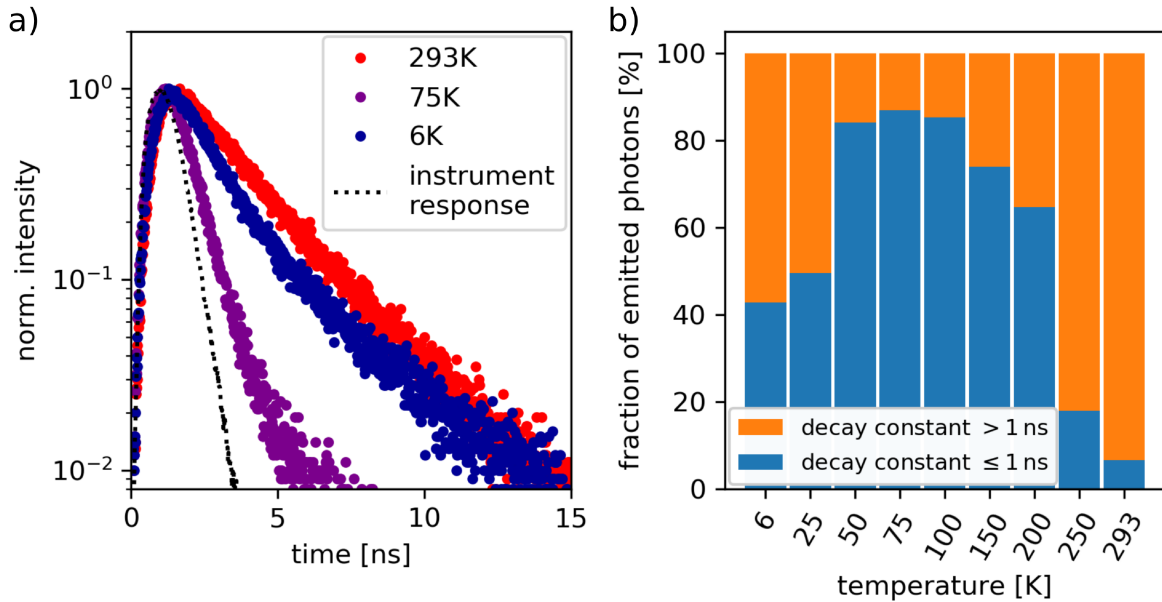 a)
10⁰
10⁻¹
10⁻²
norm. intensity
0
5
10
15
time [ns]
293K
75K
6K
instrument
response
b)
100
80
60
40
20
0
fraction of emitted photons [%]
decay constant > 1 ns
decay constant ≤ 1 ns
6
25
50
75
100
150
200
250
293
temperature [K]